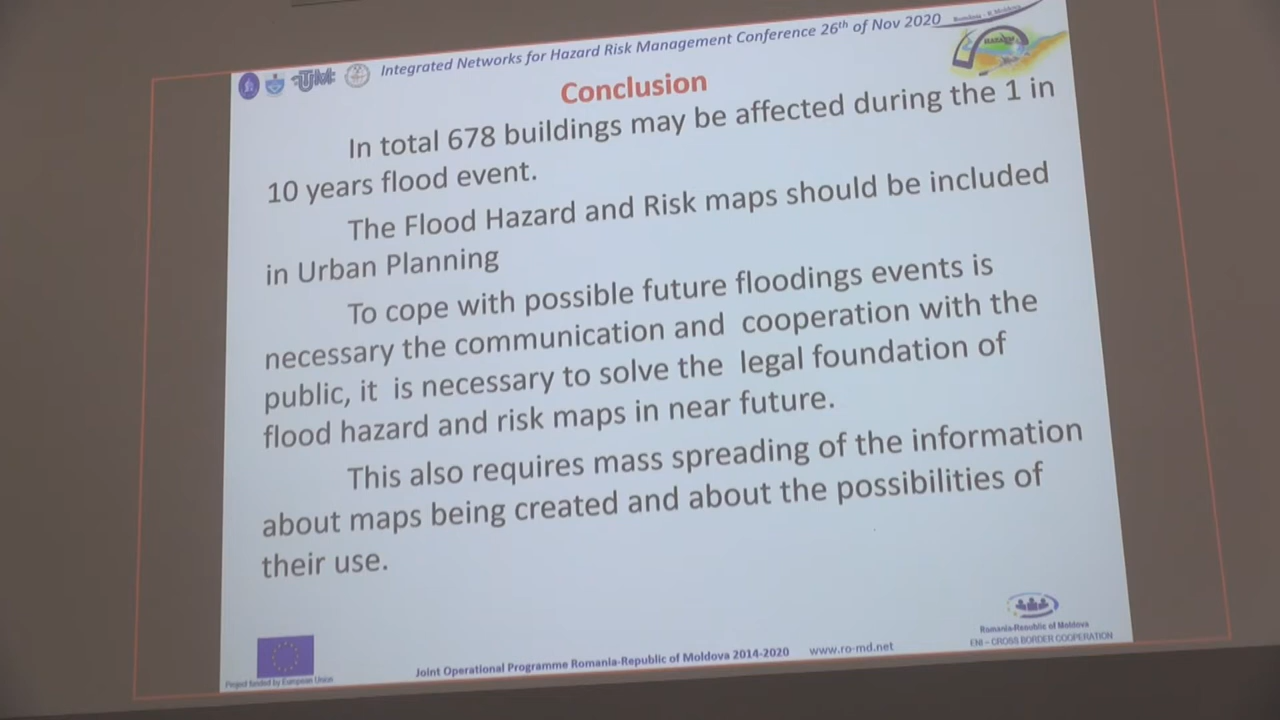 Integrated Networks for Hazard Risk Management Conference 26th of Nov 2020
Conclusion
In total 678 buildings may be affected during the 1 in
10 years flood event.
The Flood Hazard and Risk maps should be included
in Urban Planning
To cope with possible future floodings events is
necessary the communication and cooperation with the
public, it is necessary to solve the legal foundation of
flood hazard and risk maps in near future.
This also requires mass spreading of the information
about maps being created and about the possibilities of
their use.
Project funded by European Union
Joint Operational Programme Romania-Republic of Moldova 2014-2020 www.ro-md.net
Romania-Republic of Moldova
ENI – CROSS BORDER COOPERATION